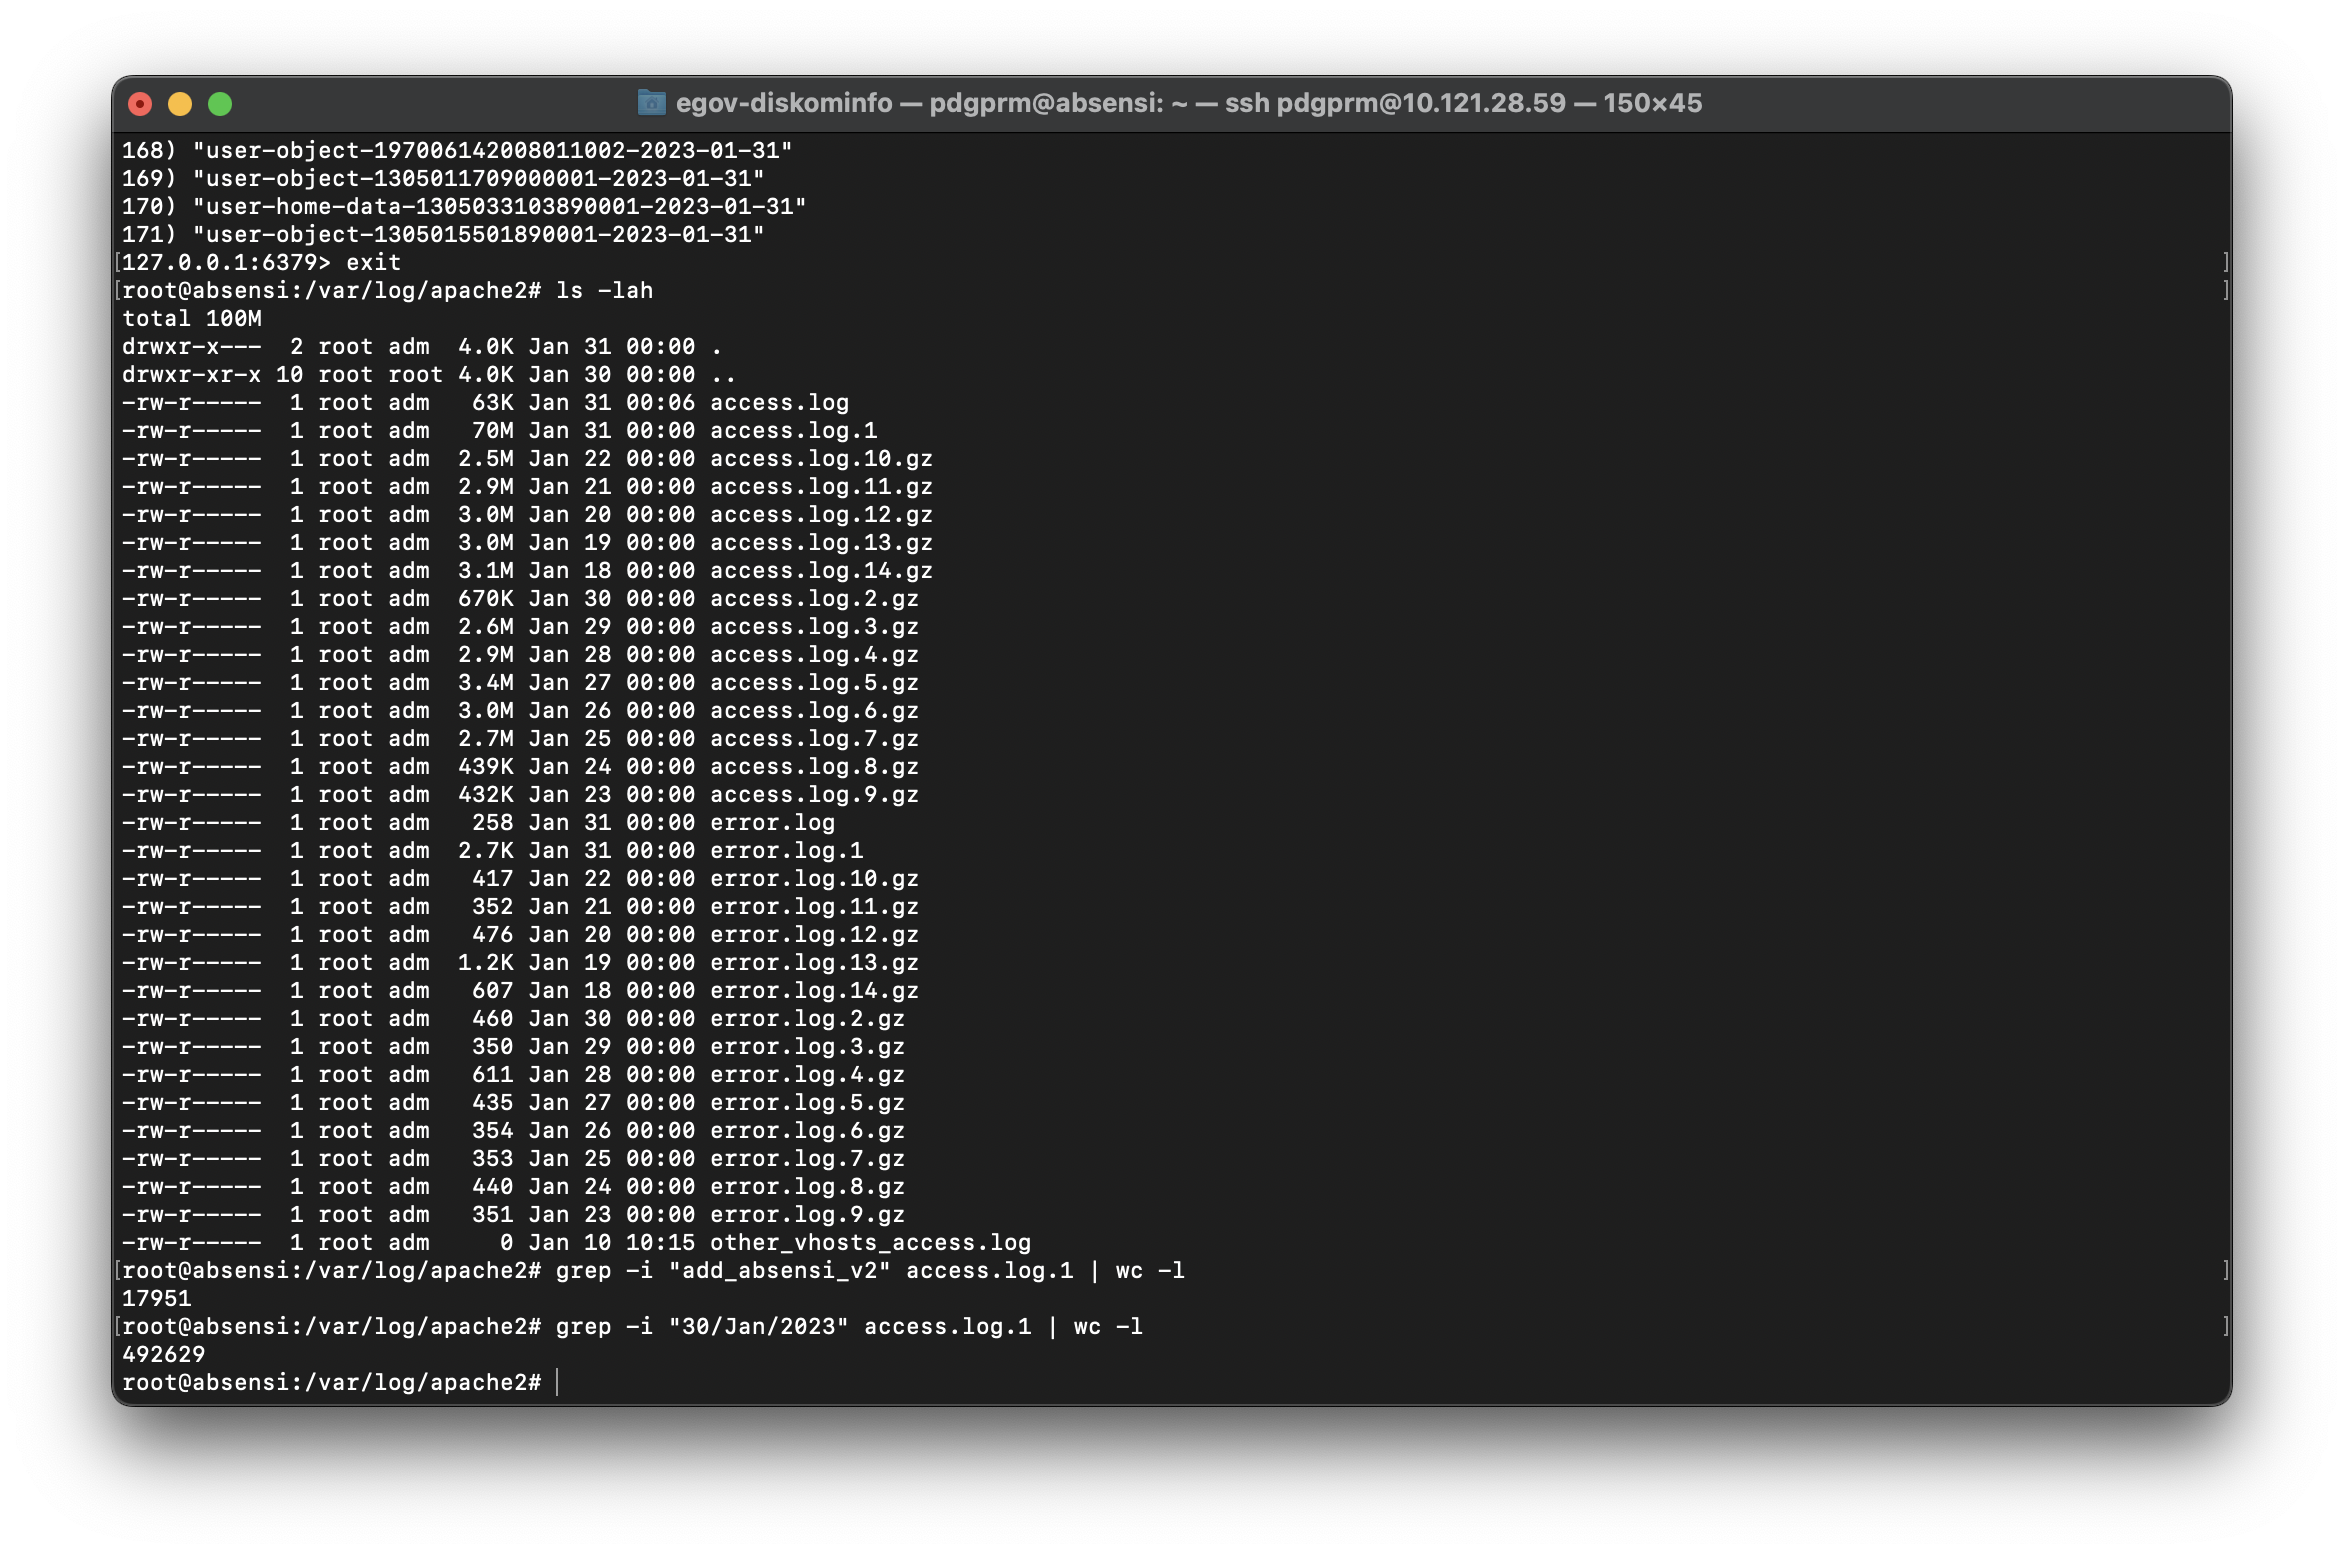 egov-diskominfo — pdgprm@absensi: ~ — ssh pdgprm@10.121.28.59 — 150×45
168) "user-object-197006142008011002-2023-01-31"
169) "user-object-1305011709000001-2023-01-31"
170) "user-home-data-1305033103890001-2023-01-31"
171) "user-object-1305015501890001-2023-01-31"
[127.0.0.1:6379> exit ]
[root@absensi:/var/log/apache2# ls -lah ]
total 100M
drwxr-x---  2 root adm  4.0K Jan 31 00:00 .
drwxr-xr-x 10 root root 4.0K Jan 30 00:00 ..
-rw-r-----  1 root adm   63K Jan 31 00:06 access.log
-rw-r-----  1 root adm   70M Jan 31 00:00 access.log.1
-rw-r-----  1 root adm  2.5M Jan 22 00:00 access.log.10.gz
-rw-r-----  1 root adm  2.9M Jan 21 00:00 access.log.11.gz
-rw-r-----  1 root adm  3.0M Jan 20 00:00 access.log.12.gz
-rw-r-----  1 root adm  3.0M Jan 19 00:00 access.log.13.gz
-rw-r-----  1 root adm  3.1M Jan 18 00:00 access.log.14.gz
-rw-r-----  1 root adm  670K Jan 30 00:00 access.log.2.gz
-rw-r-----  1 root adm  2.6M Jan 29 00:00 access.log.3.gz
-rw-r-----  1 root adm  2.9M Jan 28 00:00 access.log.4.gz
-rw-r-----  1 root adm  3.4M Jan 27 00:00 access.log.5.gz
-rw-r-----  1 root adm  3.0M Jan 26 00:00 access.log.6.gz
-rw-r-----  1 root adm  2.7M Jan 25 00:00 access.log.7.gz
-rw-r-----  1 root adm  439K Jan 24 00:00 access.log.8.gz
-rw-r-----  1 root adm  432K Jan 23 00:00 access.log.9.gz
-rw-r-----  1 root adm   258 Jan 31 00:00 error.log
-rw-r-----  1 root adm  2.7K Jan 31 00:00 error.log.1
-rw-r-----  1 root adm   417 Jan 22 00:00 error.log.10.gz
-rw-r-----  1 root adm   352 Jan 21 00:00 error.log.11.gz
-rw-r-----  1 root adm   476 Jan 20 00:00 error.log.12.gz
-rw-r-----  1 root adm  1.2K Jan 19 00:00 error.log.13.gz
-rw-r-----  1 root adm   607 Jan 18 00:00 error.log.14.gz
-rw-r-----  1 root adm   460 Jan 30 00:00 error.log.2.gz
-rw-r-----  1 root adm   350 Jan 29 00:00 error.log.3.gz
-rw-r-----  1 root adm   611 Jan 28 00:00 error.log.4.gz
-rw-r-----  1 root adm   435 Jan 27 00:00 error.log.5.gz
-rw-r-----  1 root adm   354 Jan 26 00:00 error.log.6.gz
-rw-r-----  1 root adm   353 Jan 25 00:00 error.log.7.gz
-rw-r-----  1 root adm   440 Jan 24 00:00 error.log.8.gz
-rw-r-----  1 root adm   351 Jan 23 00:00 error.log.9.gz
-rw-r-----  1 root adm     0 Jan 10 10:15 other_vhosts_access.log
[root@absensi:/var/log/apache2# grep -i "add_absensi_v2" access.log.1 | wc -l ]
17951
[root@absensi:/var/log/apache2# grep -i "30/Jan/2023" access.log.1 | wc -l ]
492629
root@absensi:/var/log/apache2#